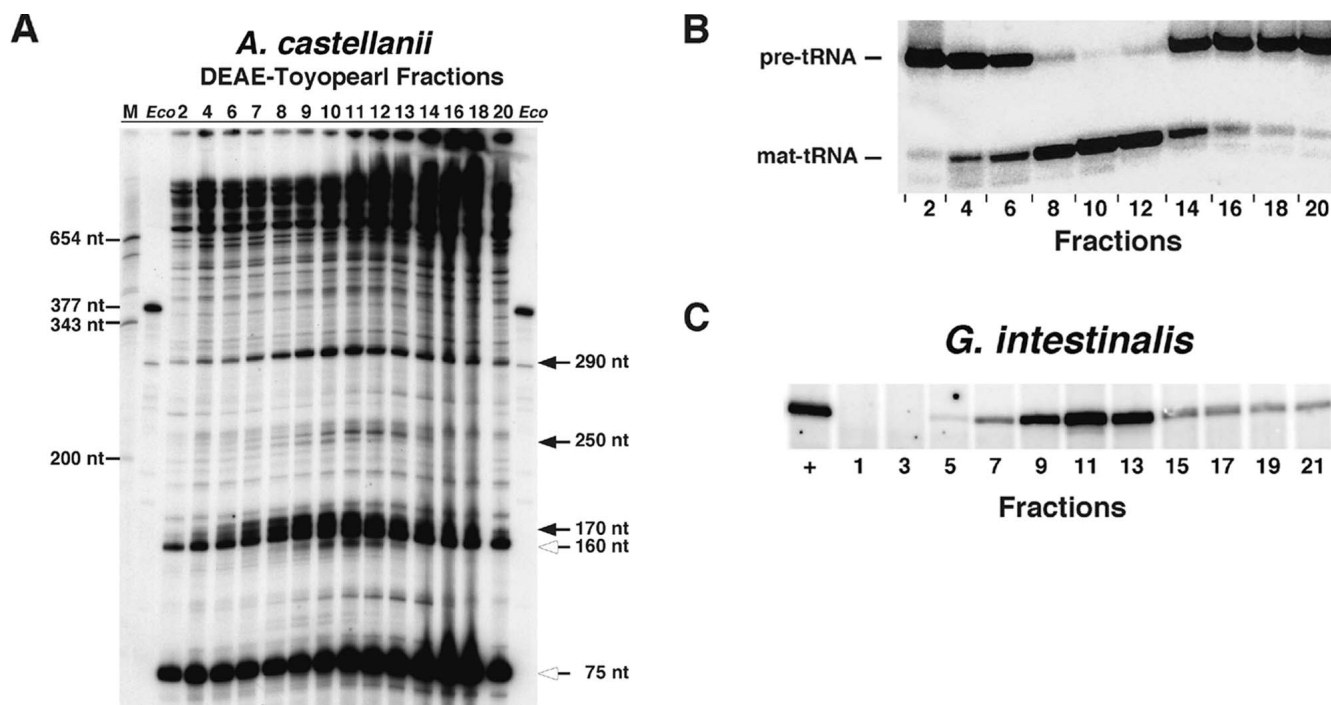 A
A. castellanii
DEAE-Toyopearl Fractions
M Eco 2 4 6 7 8 9 10 11 12 13 14 16 18 20 Eco
654 nt
377 nt
343 nt
200 nt
290 nt
250 nt
170 nt
160 nt
75 nt
B
pre-tRNA
mat-tRNA
2 4 6 8 10 12 14 16 18 20
Fractions
C
G. intestinalis
+ 1 3 5 7 9 11 13 15 17 19 21
Fractions